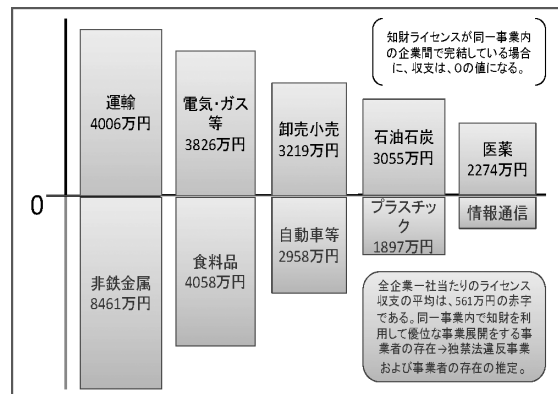 知財ライセンスが同一事業内
の企業間で完結している場合
に、収支は、0の値になる。
運輸
4006万円
電気・ガス
等
3826万円
卸売小売
3219万円
石油石炭
3055万円
医薬
2274万円
0
非鉄金属
8461万円
食料品
4058万円
自動車等
2958万円
プラスチッ
ク
1897万円
情報通信
全企業一社当たりのライセンス
収支の平均は、561万円の赤字
である。同一事業内で知財を利
用して優位な事業展開をする事
業者の存在→独禁法違反事業
および事業者の存在の推定。